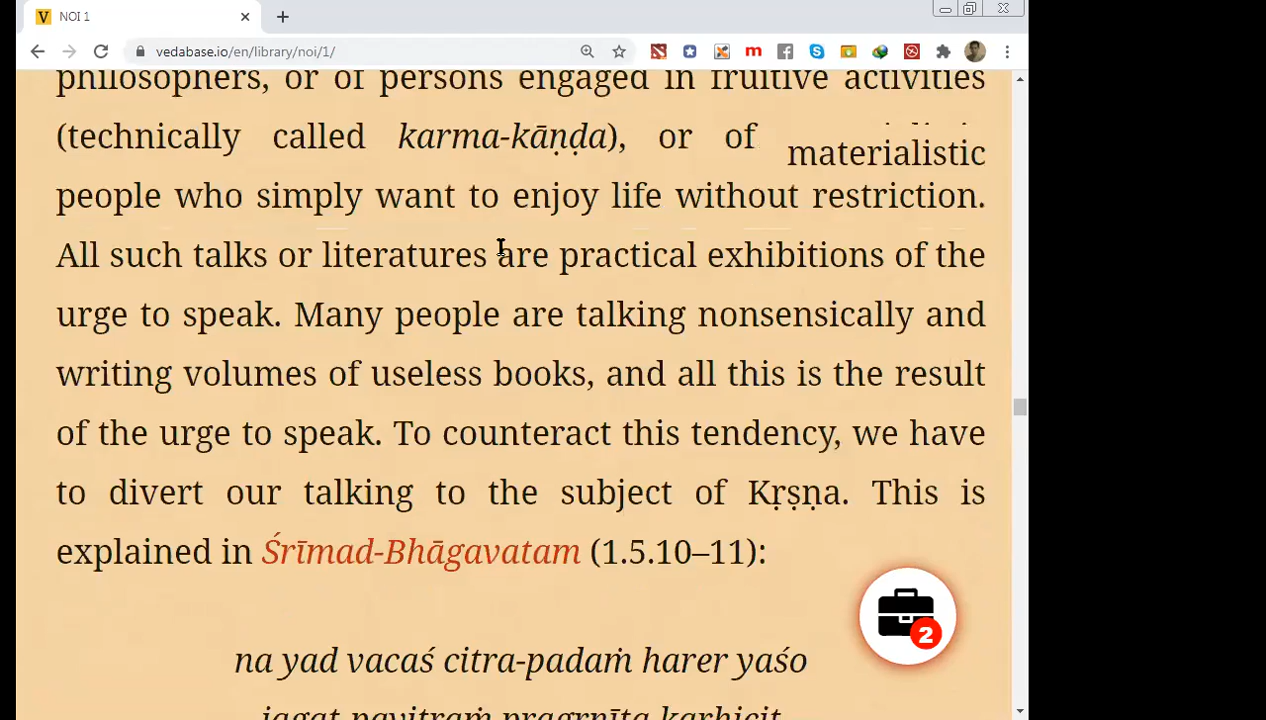 NOI 1
vedabase.io/en/library/noi/1/
philosophers, or of persons engaged in fruitive activities
(technically called karma-kāṇḍa), or of materialistic
people who simply want to enjoy life without restriction.
All such talks or literatures are practical exhibitions of the
urge to speak. Many people are talking nonsensically and
writing volumes of useless books, and all this is the result
of the urge to speak. To counteract this tendency, we have
to divert our talking to the subject of Kṛṣṇa. This is
explained in Śrīmad-Bhāgavatam (1.5.10–11):
2
na yad vacaś citra-padaṁ harer yaśo
jagat-pavitraṁ pragṛṇīta karhicit